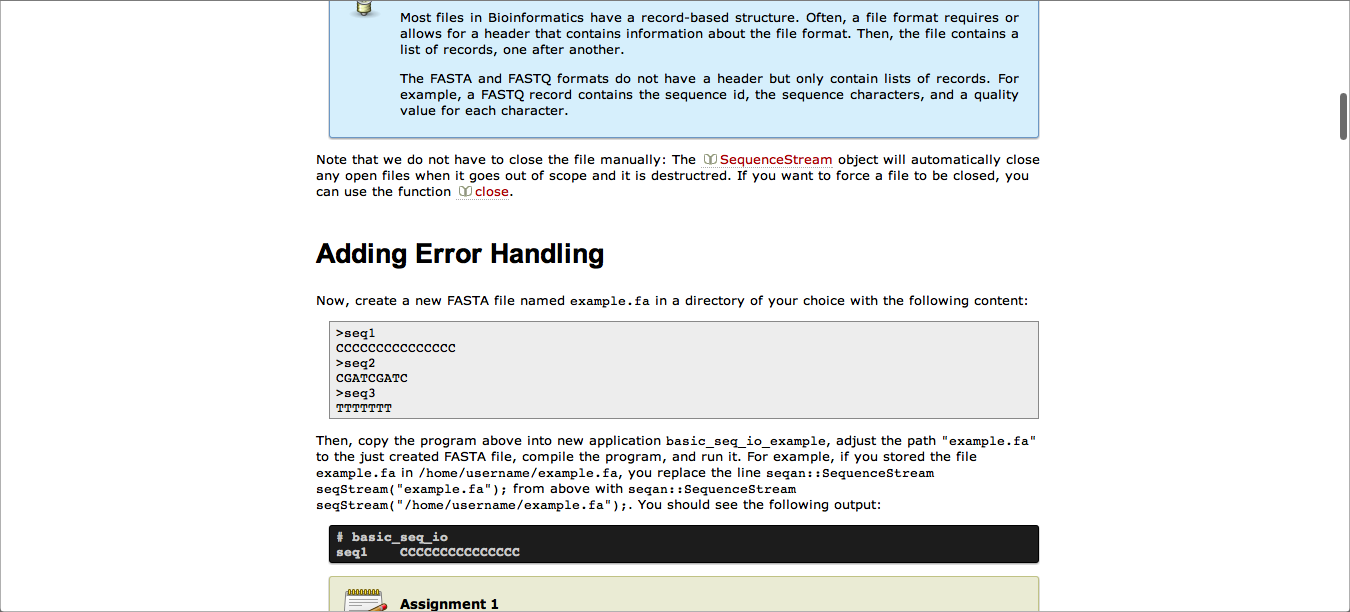 Most files in Bioinformatics have a record-based structure. Often, a file format requires or
allows for a header that contains information about the file format. Then, the file contains a
list of records, one after another.
The FASTA and FASTQ formats do not have a header but only contain lists of records. For
example, a FASTQ record contains the sequence id, the sequence characters, and a quality
value for each character.
Note that we do not have to close the file manually: The SequenceStream object will automatically close
any open files when it goes out of scope and it is destructred. If you want to force a file to be closed, you
can use the function close.
Adding Error Handling
Now, create a new FASTA file named example.fa in a directory of your choice with the following content:
>seq1
CCCCCCCCCCCCCCC
>seq2
CGATCGATC
>seq3
TTTTTTT
Then, copy the program above into new application basic_seq_io_example, adjust the path "example.fa"
to the just created FASTA file, compile the program, and run it. For example, if you stored the file
example.fa in /home/username/example.fa, you replace the line seqan::SequenceStream
seqStream("example.fa"); from above with seqan::SequenceStream
seqStream("/home/username/example.fa");. You should see the following output:
# basic_seq_io
seq1    CCCCCCCCCCCCCCC
Assignment 1